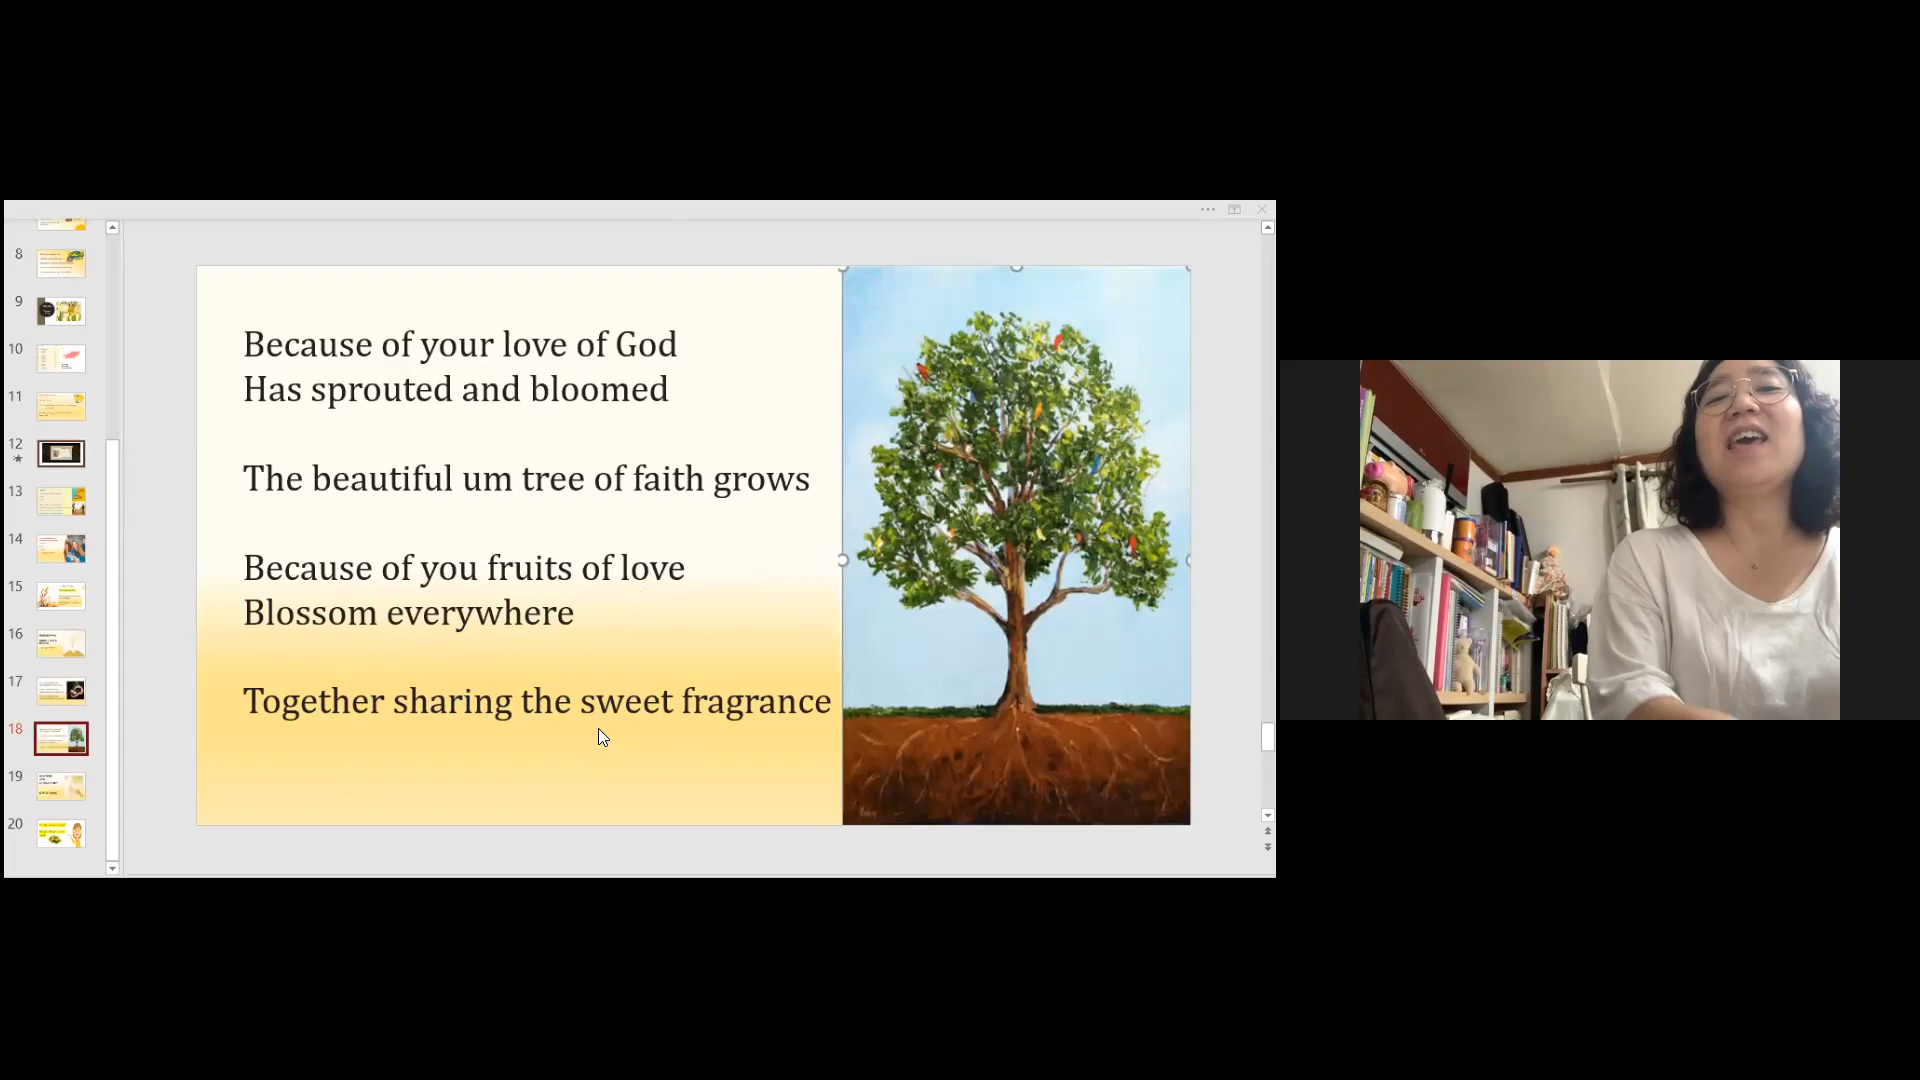 8
9
10
11
12
13
14
15
16
17
18
19
20
Because of your love of God
Has sprouted and bloomed
The beautiful um tree of faith grows
Because of you fruits of love
Blossom everywhere
Together sharing the sweet fragrance